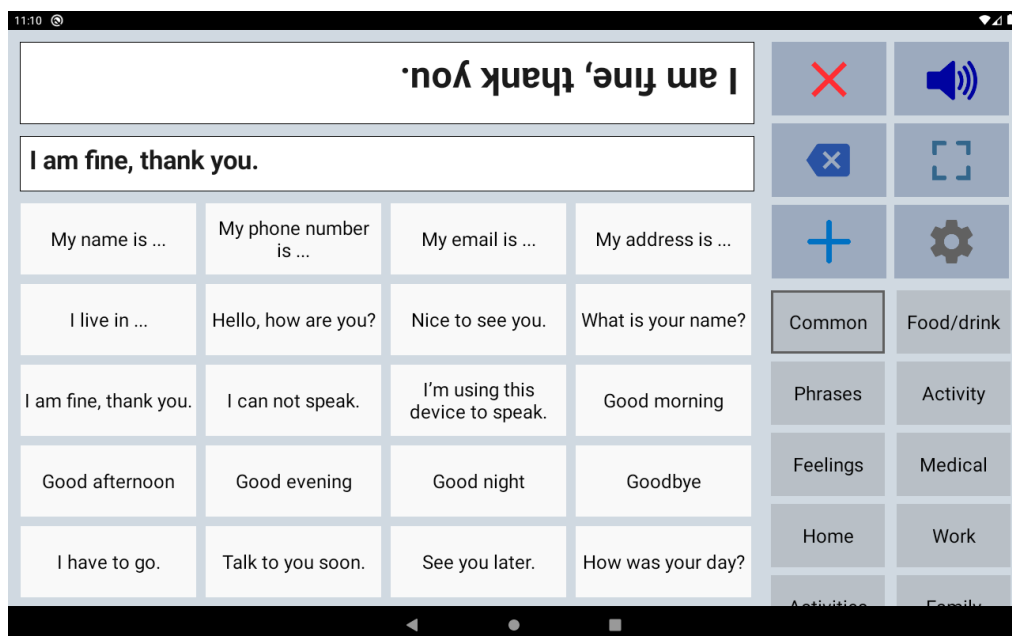 11:10
I am fine, thank you.
I am fine, thank you.
My name is ...
My phone number
is ...
My email is ...
My address is ...
I live in ...
Hello, how are you?
Nice to see you.
What is your name?
I am fine, thank you.
I can not speak.
I’m using this
device to speak.
Good morning
Good afternoon
Good evening
Good night
Goodbye
I have to go.
Talk to you soon.
See you later.
How was your day?
Common
Food/drink
Phrases
Activity
Feelings
Medical
Home
Work
Activities
Family